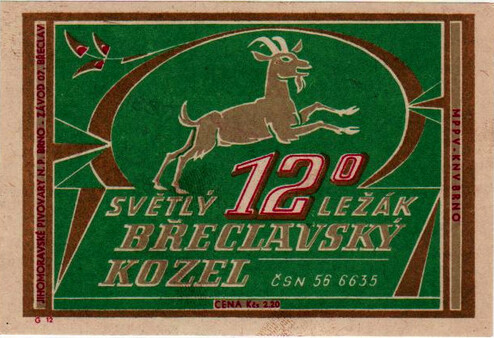 JIHOMORAVSKÉ PIVOVARY N.P. BRNO - ZÁVOD 07, BŘECLAV
12°
SVĚTLÝ LEŽÁK
BŘECLAVSKÝ
KOZEL
ČSN 56 6635
CENA Kčs 2.20
MPPV - KNV BRNO
G 12